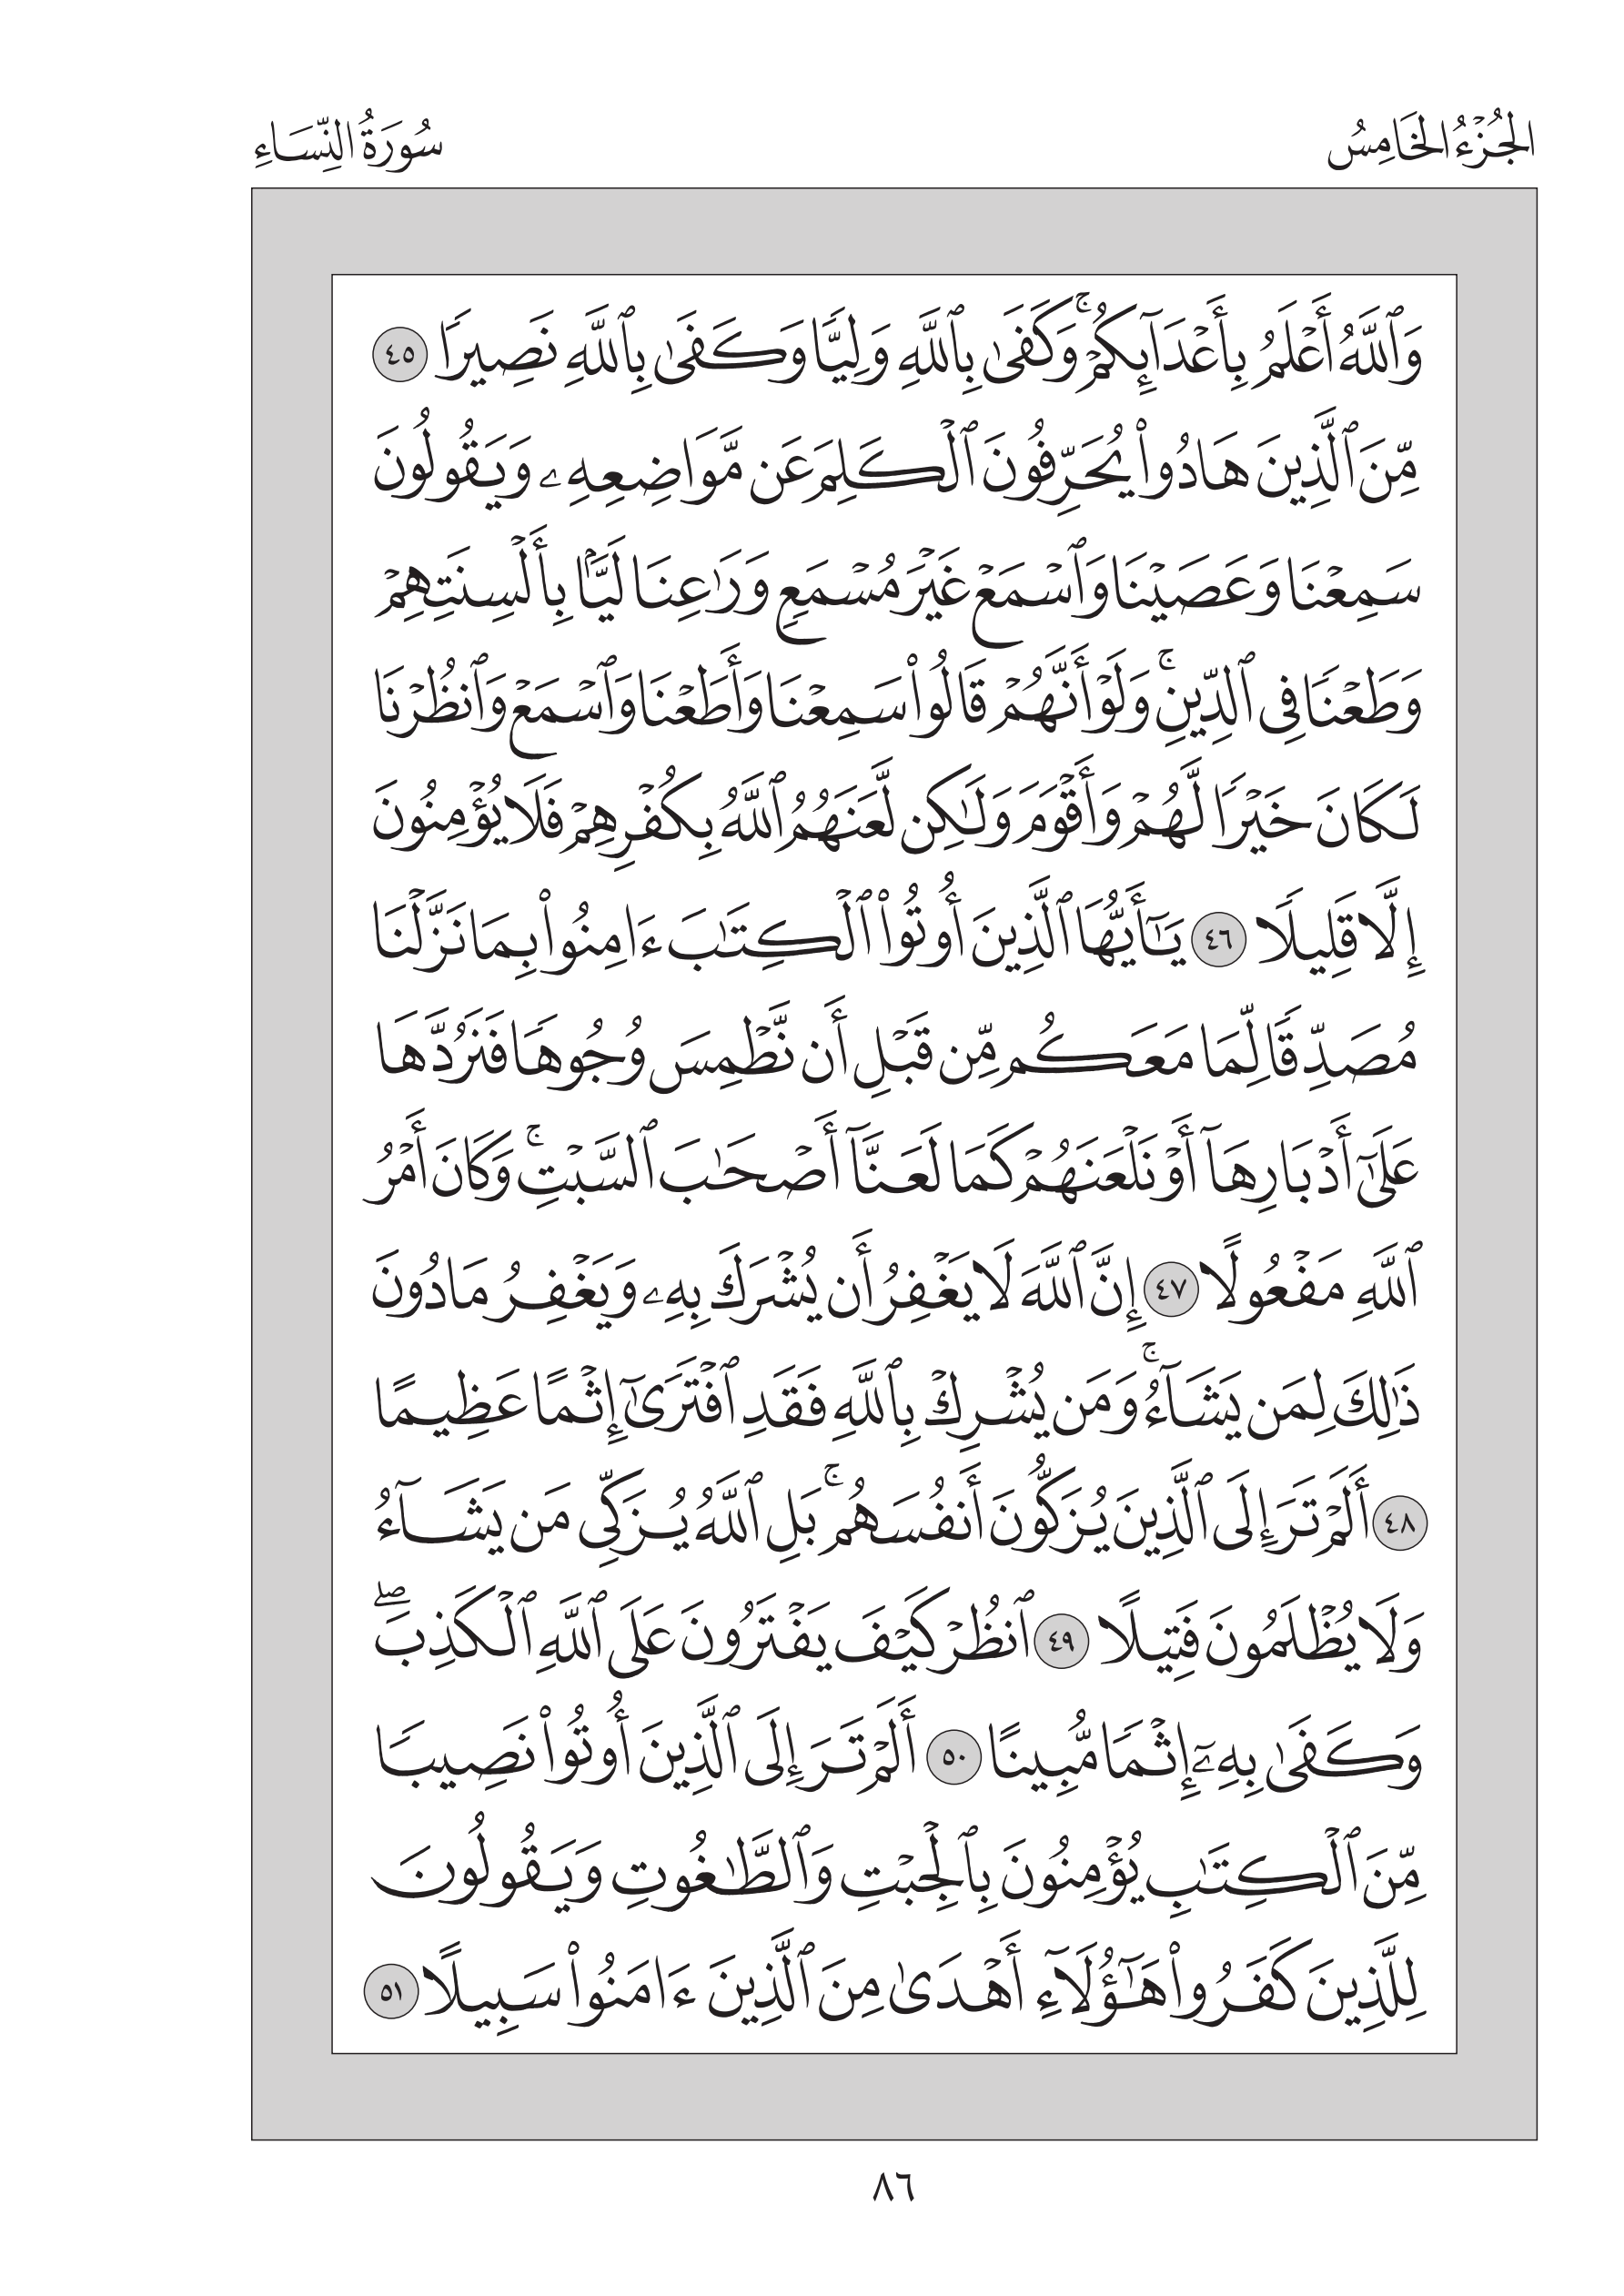 الجُزْءُ الخَامِسُ
سُورَةُ النِّسَاءِ
وَٱللَّهُ أَعۡلَمُ بِأَعۡدَآئِكُمۡۚ وَكَفَىٰ بِٱللَّهِ وَلِيّٗا وَكَفَىٰ بِٱللَّهِ نَصِيرٗا ٤٥
مِّنَ ٱلَّذِينَ هَادُواْ يُحَرِّفُونَ ٱلۡكَلِمَ عَن مَّوَاضِعِهِۦ وَيَقُولُونَ
سَمِعۡنَا وَعَصَيۡنَا وَٱسۡمَعۡ غَيۡرَ مُسۡمَعٖ وَرَٰعِنَا لَيَّۢا بِأَلۡسِنَتِهِمۡ
وَطَعۡنٗا فِي ٱلدِّينِۚ وَلَوۡ أَنَّهُمۡ قَالُواْ سَمِعۡنَا وَأَطَعۡنَا وَٱسۡمَعۡ وَٱنظُرۡنَا
لَكَانَ خَيۡرٗا لَّهُمۡ وَأَقۡوَمَ وَلَٰكِن لَّعَنَهُمُ ٱللَّهُ بِكُفۡرِهِمۡ فَلَا يُؤۡمِنُونَ
إِلَّا قَلِيلٗا ٤٦ يَٰٓأَيُّهَا ٱلَّذِينَ أُوتُواْ ٱلۡكِتَٰبَ ءَامِنُواْ بِمَا نَزَّلۡنَا
مُصَدِّقٗا لِّمَا مَعَكُم مِّن قَبۡلِ أَن نَّطۡمِسَ وُجُوهٗا فَنَرُدَّهَا
عَلَىٰٓ أَدۡبَارِهَآ أَوۡ نَلۡعَنَهُمۡ كَمَا لَعَنَّآ أَصۡحَٰبَ ٱلسَّبۡتِۚ وَكَانَ أَمۡرُ
ٱللَّهِ مَفۡعُولًا ٤٧ إِنَّ ٱللَّهَ لَا يَغۡفِرُ أَن يُشۡرَكَ بِهِۦ وَيَغۡفِرُ مَا دُونَ
ذَٰلِكَ لِمَن يَشَآءُۚ وَمَن يُشۡرِكۡ بِٱللَّهِ فَقَدِ ٱفۡتَرَىٰٓ إِثۡمًا عَظِيمًا
٤٨ أَلَمۡ تَرَ إِلَى ٱلَّذِينَ يُزَكُّونَ أَنفُسَهُمۚ بَلِ ٱللَّهُ يُزَكِّي مَن يَشَآءُ
وَلَا يُظۡلَمُونَ فَتِيلًا ٤٩ ٱنظُرۡ كَيۡفَ يَفۡتَرُونَ عَلَى ٱللَّهِ ٱلۡكَذِبَۖ
وَكَفَىٰ بِهِۦٓ إِثۡمٗا مُّبِينًا ٥٠ أَلَمۡ تَرَ إِلَى ٱلَّذِينَ أُوتُواْ نَصِيبٗا
مِّنَ ٱلۡكِتَٰبِ يُؤۡمِنُونَ بِٱلۡجِبۡتِ وَٱلطَّٰغُوتِ وَيَقُولُونَ
لِلَّذِينَ كَفَرُواْ هَٰٓؤُلَآءِ أَهۡدَىٰ مِنَ ٱلَّذِينَ ءَامَنُواْ سَبِيلًا ٥١
٨٦